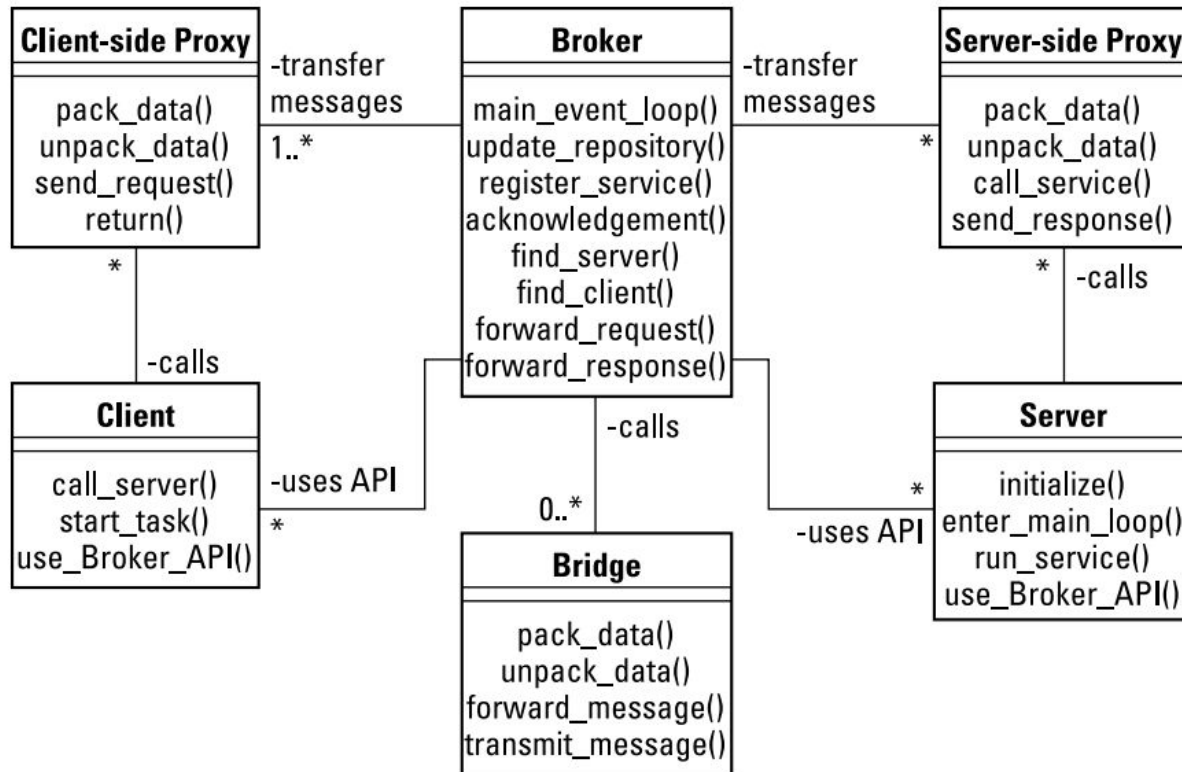 Client-side Proxy
pack_data()
unpack_data()
send_request()
return()
-transfer
messages
1..*
Broker
main_event_loop()
update_repository()
register_service()
acknowledgement()
find_server()
find_client()
forward_request()
forward_response()
-transfer
messages
*
Server-side Proxy
pack_data()
unpack_data()
call_service()
send_response()
*
-calls
*
-calls
Client
call_server()
start_task()
use_Broker_API()
-uses API
*
-calls
0..*
Bridge
pack_data()
unpack_data()
forward_message()
transmit_message()
*
-uses API
Server
initialize()
enter_main_loop()
run_service()
use_Broker_API()